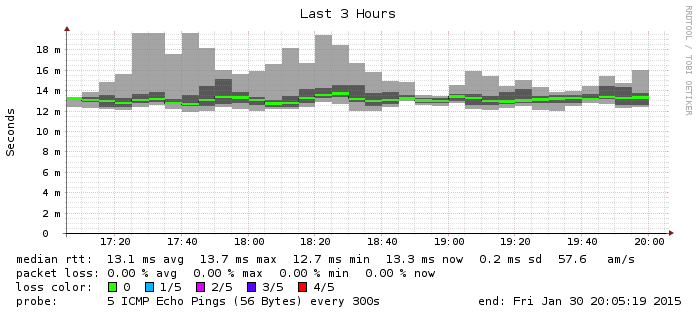 Last 3 Hours
RRDTOOL / TOBI OETIKER
Seconds
18 m
16 m
14 m
12 m
10 m
8 m
6 m
4 m
2 m
0
17:20 17:40 18:00 18:20 18:40 19:00 19:20 19:40 20:00
median rtt: 13.1 ms avg 13.7 ms max 12.7 ms min 13.3 ms now 0.2 ms sd 57.6 am/s
packet loss: 0.00 % avg 0.00 % max 0.00 % min 0.00 % now
loss color: 0 1/5 2/5 3/5 4/5
probe: 5 ICMP Echo Pings (56 Bytes) every 300s end: Fri Jan 30 20:05:19 2015